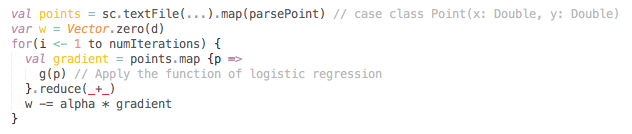 val points = sc.textFile(...).map(parsePoint) // case class Point(x: Double, y: Double)
var w = Vector.zero(d)
for(i <- 1 to numIterations) {
  val gradient = points.map {p =>
    g(p) // Apply the function of logistic regression
  }.reduce(_+_)
  w -= alpha * gradient
}